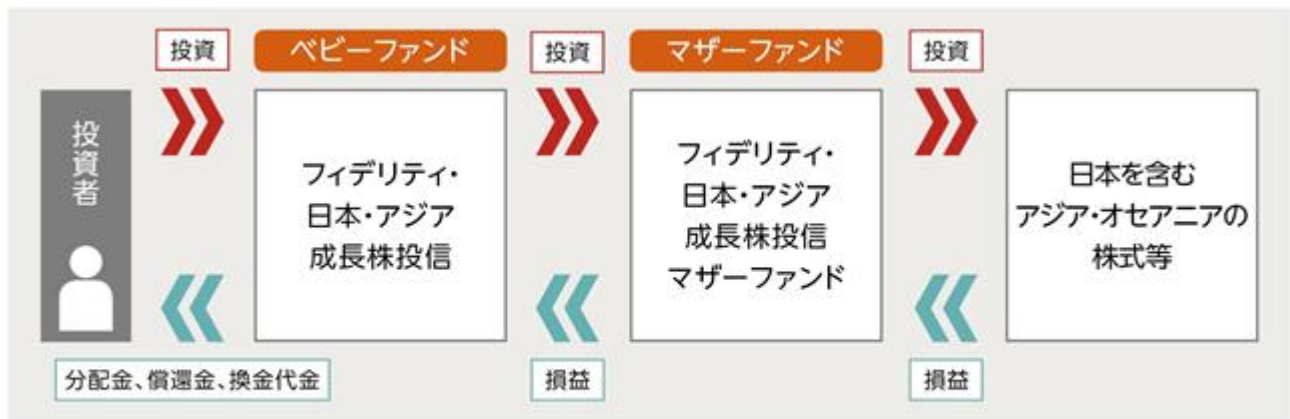 投資
ベビーファンド
投資
マザーファンド
投資
投資者
フィデリティ・
日本・アジア
成長株投信
フィデリティ・
日本・アジア
成長株投信
マザーファンド
日本を含む
アジア・オセアニアの
株式等
分配金、償還金、換金代金
損益
損益